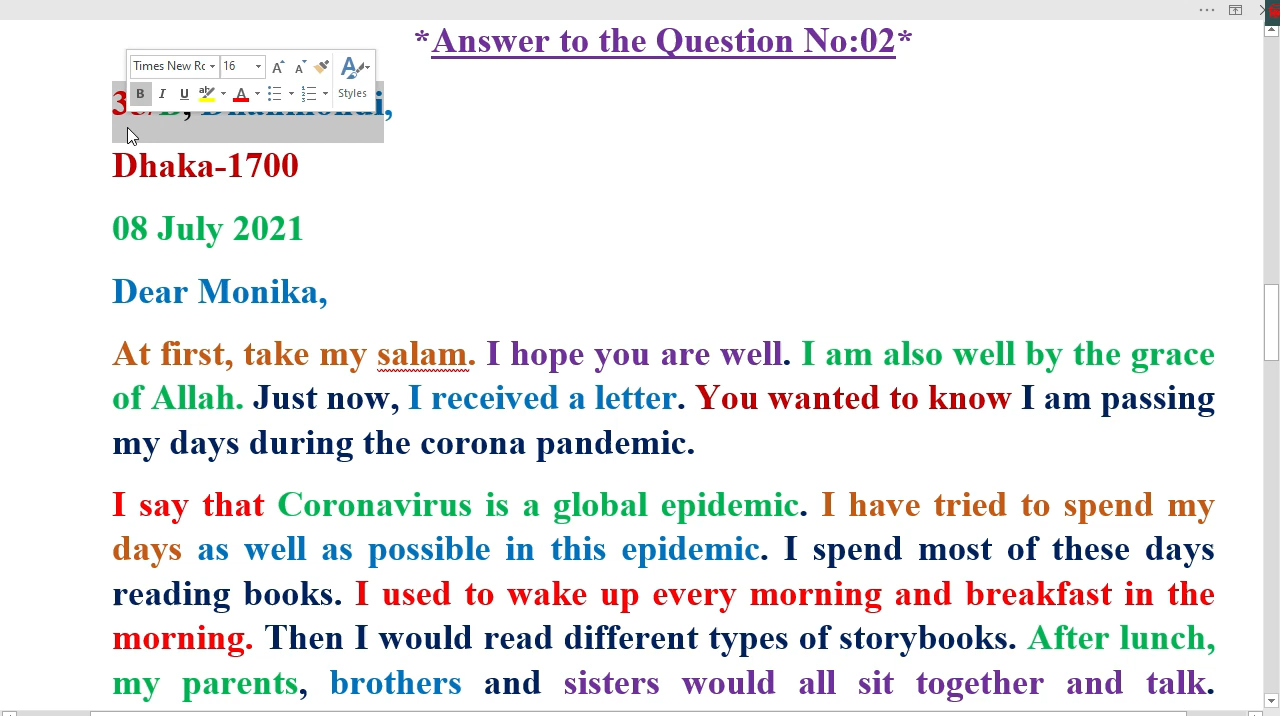 *Answer to the Question No:02*
Times New Rc 16 A A
B I U ab A Styles
Dhaka-1700
08 July 2021
Dear Monika,
At first, take my salam. I hope you are well. I am also well by the grace
of Allah. Just now, I received a letter. You wanted to know I am passing
my days during the corona pandemic.
I say that Coronavirus is a global epidemic. I have tried to spend my
days as well as possible in this epidemic. I spend most of these days
reading books. I used to wake up every morning and breakfast in the
morning. Then I would read different types of storybooks. After lunch,
my parents, brothers and sisters would all sit together and talk.